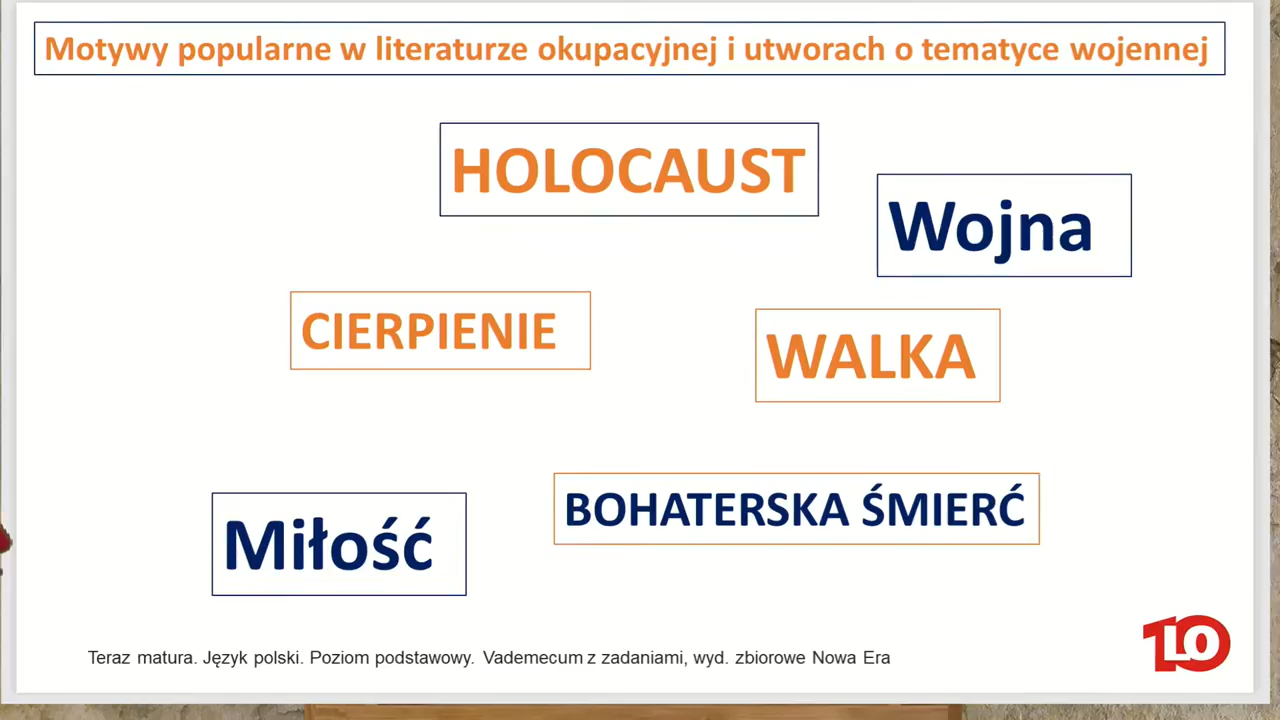 Motywy popularne w literaturze okupacyjnej i utworach o tematyce wojennej
HOLOCAUST
Wojna
CIERPIENIE
WALKA
BOHATERSKA ŚMIERĆ
Miłość
Teraz matura. Język polski. Poziom podstawowy. Vademecum z zadaniami, wyd. zbiorowe Nowa Era
1LO